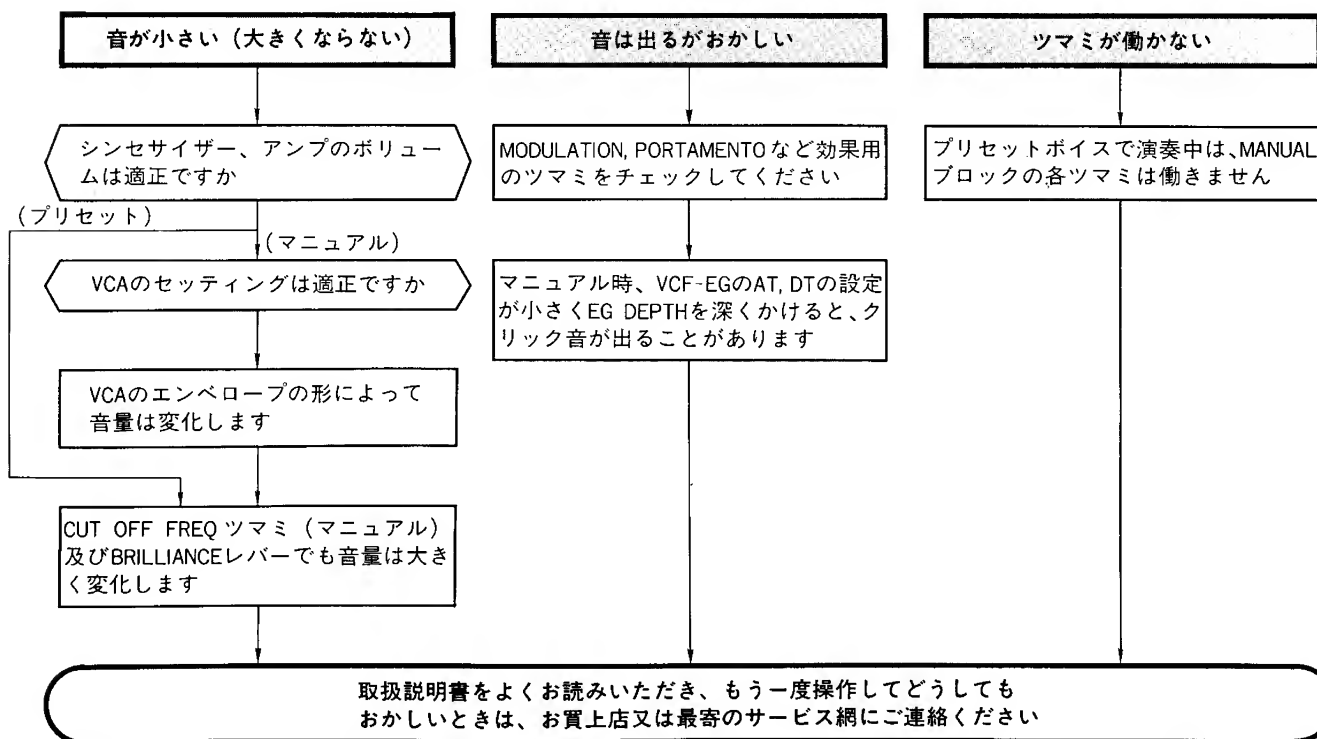 音が小さい（大きくならない）
シンセサイザー、アンプのボリュー
ムは適正ですか
(プリセット)
(マニュアル)
VCAのセッティングは適正ですか
VCAのエンベロープの形によって
音量は変化します
CUT OFF FREQ ツマミ（マニュアル）
及びBRILLIANCEレバーでも音量は大き
く変化します
音は出るがおかしい
MODULATION, PORTAMENTO など効果用
のツマミをチェックしてください
マニュアル時、VCF-EGのAT, DTの設定
が小さくEG DEPTHを深くかけると、ク
リック音が出ることがあります
ツマミが働かない
プリセットボイスで演奏中は、MANUAL
ブロックの各ツマミは働きません
取扱説明書をよくお読みいただき、もう一度操作してどうしても
おかしいときは、お買上店又は最寄のサービス網にご連絡ください